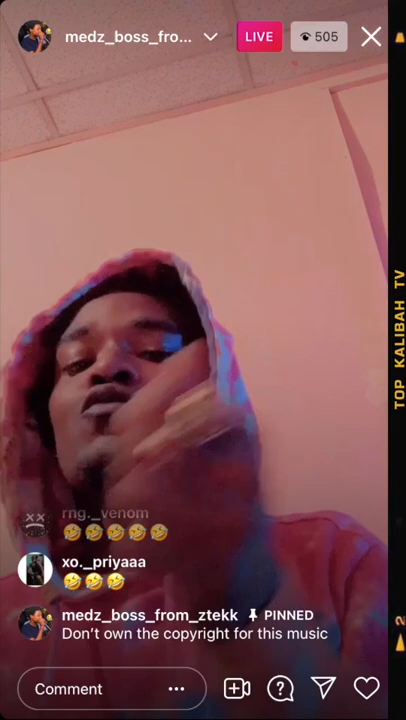 medz_boss_fro...
LIVE
505
rng._venom
🤣🤣🤣🤣🤣
xo._priyaaa
🤣🤣🤣
medz_boss_from_ztekk PINNED
Don't own the copyright for this music
Comment
TOP KALIBAH TV
2